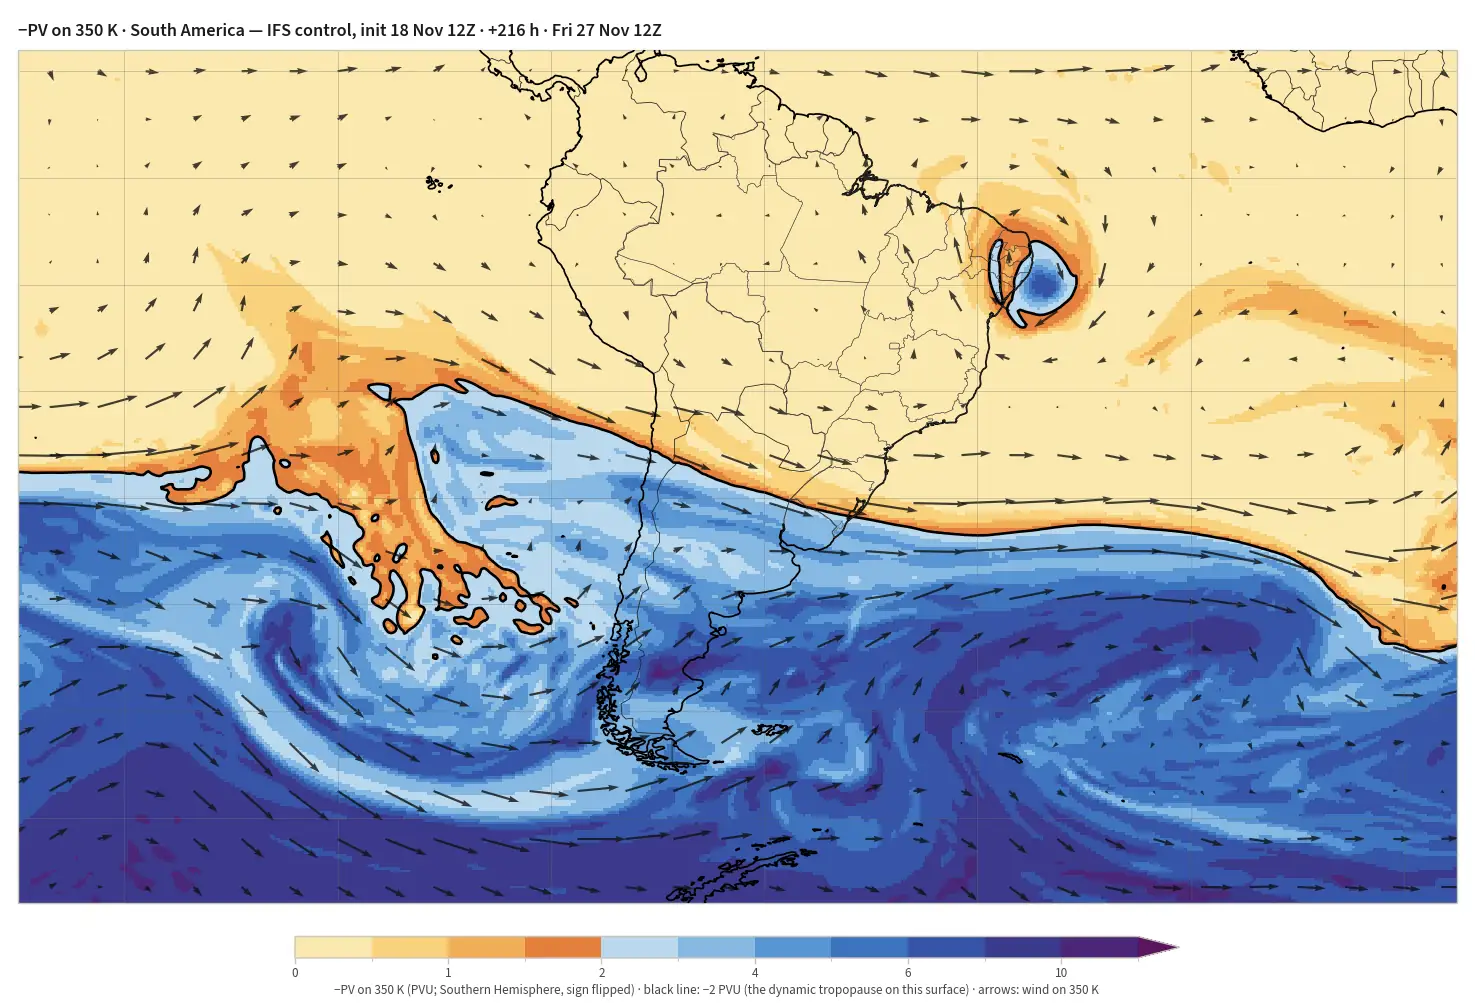 −PV on 350 K · South America — IFS control, init 18 Nov 12Z · +216 h · Fri 27 Nov 12Z
0 1 2 4 6 10
−PV on 350 K (PVU; Southern Hemisphere, sign flipped) · black line: −2 PVU (the dynamic tropopause on this surface) · arrows: wind on 350 K